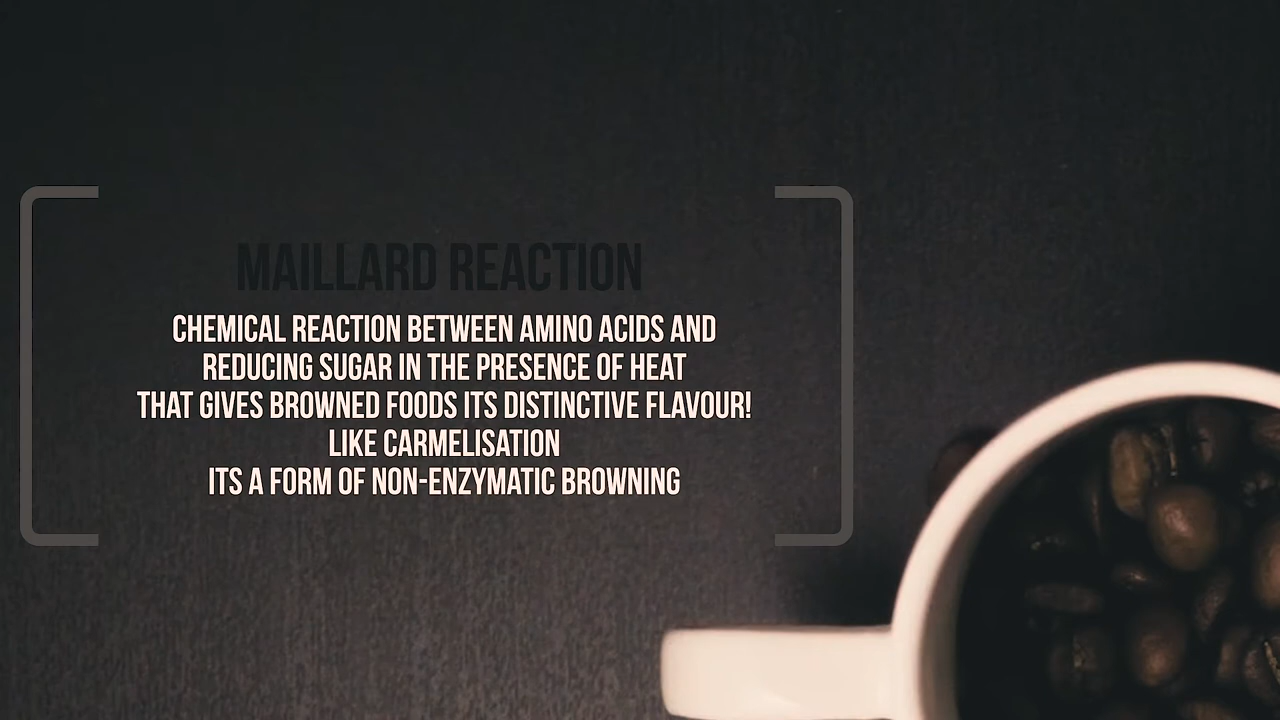 MAILLARD REACTION
CHEMICAL REACTION BETWEEN AMINO ACIDS AND
REDUCING SUGAR IN THE PRESENCE OF HEAT
THAT GIVES BROWNED FOODS ITS DISTINCTIVE FLAVOUR!
LIKE CARMELISATION
ITS A FORM OF NON-ENZYMATIC BROWNING